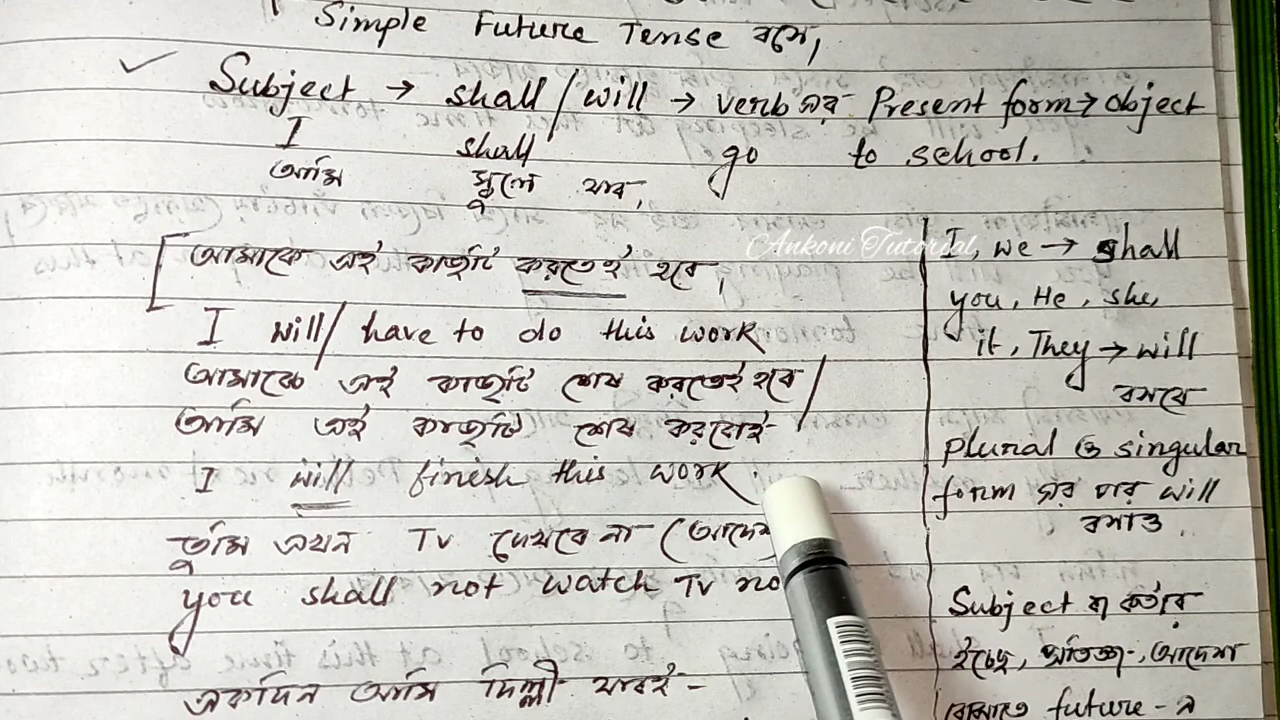 Simple Future Tense বসে,
Subject → shall / will → verb এর Present form → object
I shall go to school.
আমি স্কুলে যাব,
আমাকে এই কাজটি করতেই হবে,
I will/ have to do this work
আমাকে এই কাজটি শেষ করতেই হবে /
আমি এই কাজটি শেষ করবোই-
I will finish this work
তুমি এখন TV দেখবে না (আদেশ
you shall not watch TV no
একদিন আমি দিল্লী যাবই-
Ankoni Tutorial
I, we → shall
you, He, she,
it, They → will
বসবে
plural ও singular
form এর পর will
বসাও
Subject বা কর্তার
ইচ্ছে, প্রতিজ্ঞা-, আদেশ
বোঝাতে future - এ